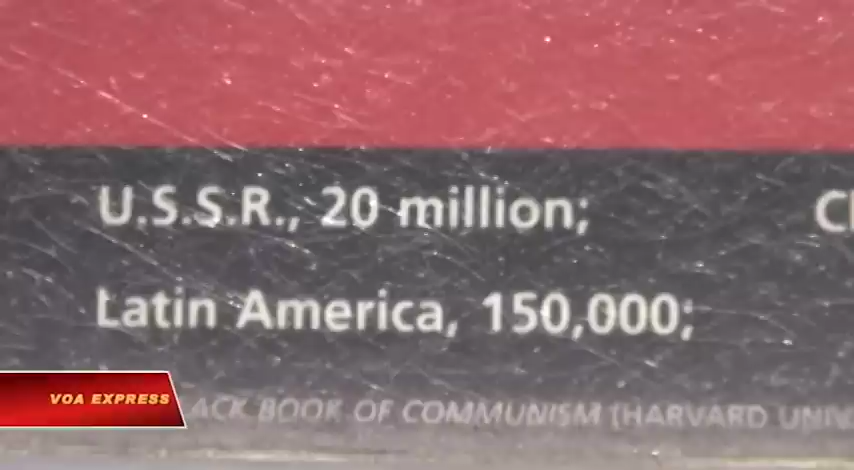 U.S.S.R., 20 million;
Latin America, 150,000;
VOA EXPRESS
BOOK OF COMMUNISM (HARVARD